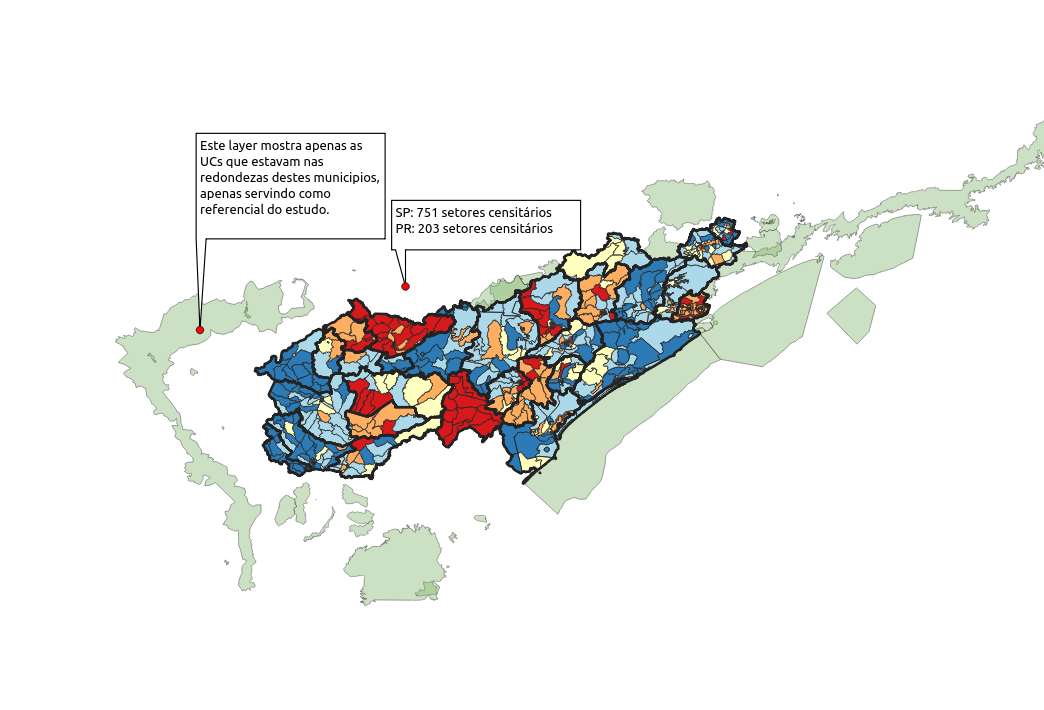 Este layer mostra apenas as
UCs que estavam nas
redondezas destes municipios,
apenas servindo como
referencial do estudo.
SP: 751 setores censitários
PR: 203 setores censitários